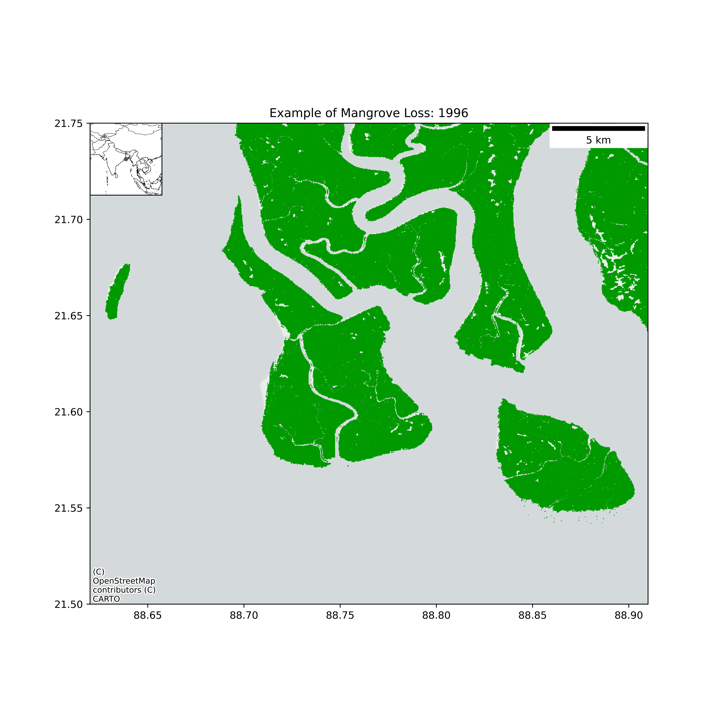 Example of Mangrove Loss: 1996
5 km
21.75
21.70
21.65
21.60
21.55
21.50
(C)
OpenStreetMap
contributors (C)
CARTO
88.65 88.70 88.75 88.80 88.85 88.90